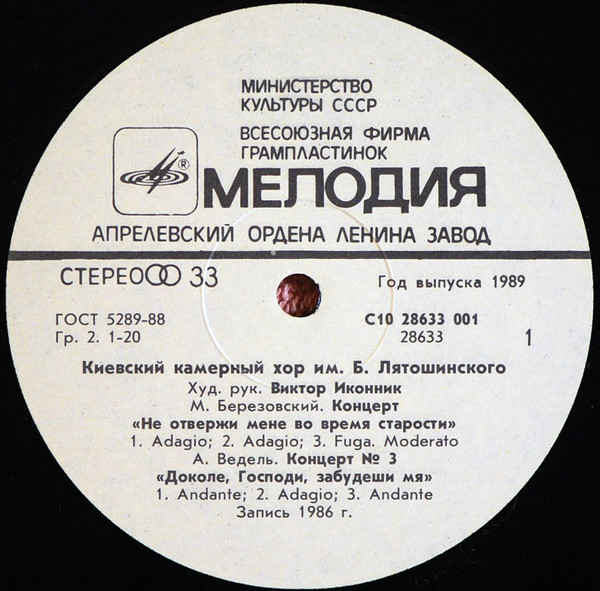 МИНИСТЕРСТВО
КУЛЬТУРЫ СССР
ВСЕСОЮЗНАЯ ФИРМА
ГРАМПЛАСТИНОК
®
МЕЛОДИЯ
АПРЕЛЕВСКИЙ ОРДЕНА ЛЕНИНА ЗАВОД
СТЕРЕО 33
Год выпуска 1989
ГОСТ 5289-88
С10 28633 001
Гр. 2. 1-20
28633
1
Киевский камерный хор им. Б. Лятошинского
Худ. рук. Виктор Иконник
М. Березовский. Концерт
«Не отвержи мене во время старости»
1. Adagio; 2. Adagio; 3. Fuga. Moderato
А. Ведель. Концерт № 3
«Доколе, Господи, забудеши мя»
1. Andante; 2. Adagio; 3. Andante
Запись 1986 г.